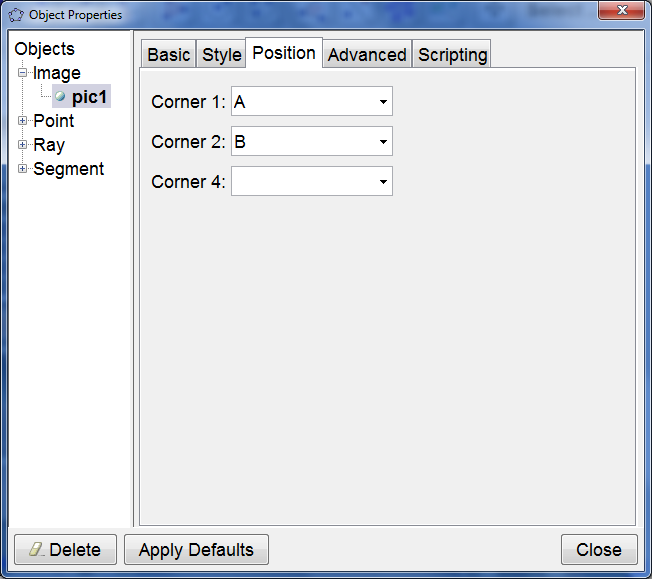 Object Properties
Objects
Image
pic1
Point
Ray
Segment
Basic Style Position Advanced Scripting
Corner 1: A
Corner 2: B
Corner 4:
Delete Apply Defaults Close